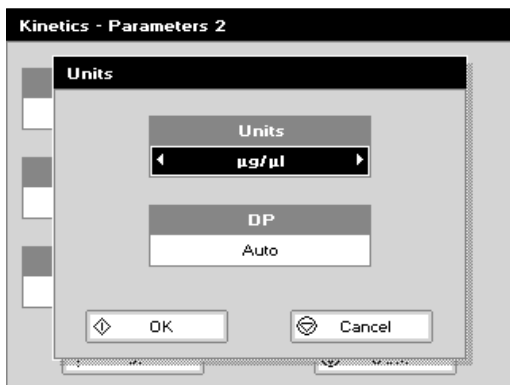 Kinetics - Parameters 2
Units
Units
µg/µl
DP
Auto
OK
Cancel